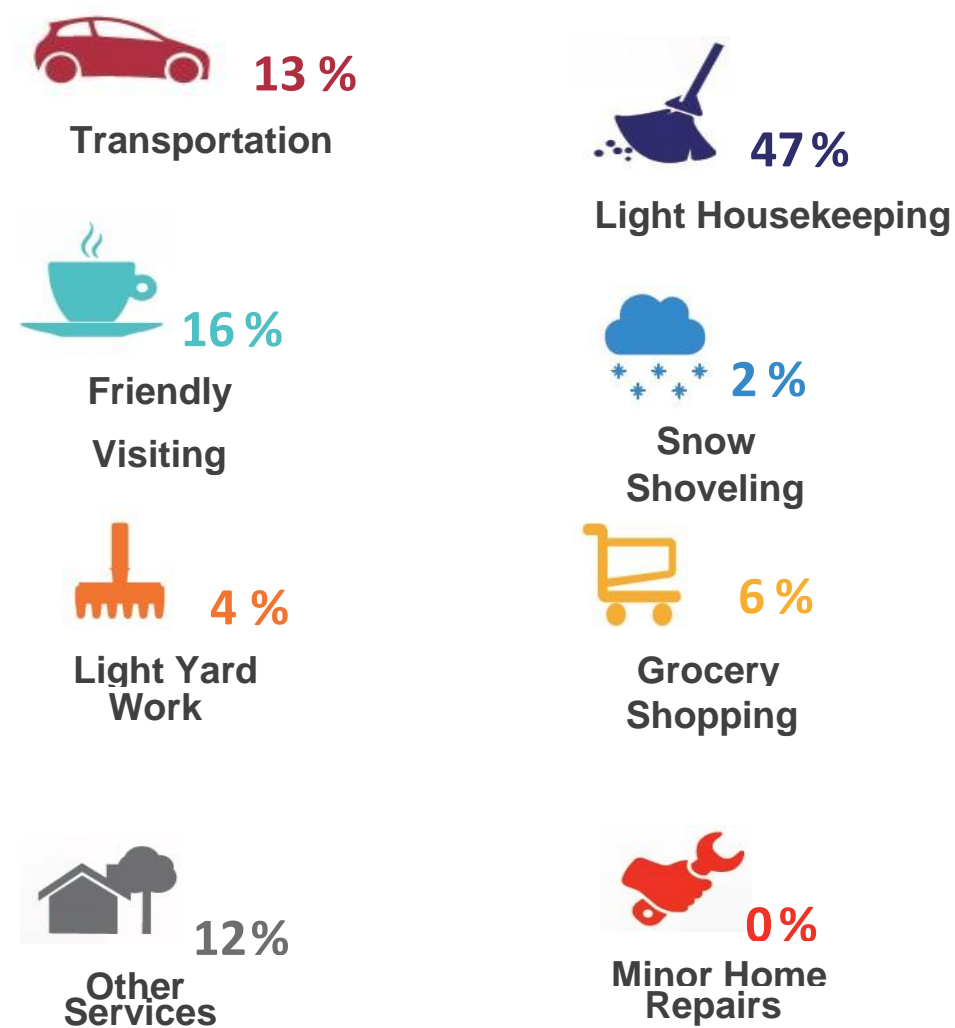 13 %
Transportation
47 %
Light Housekeeping
16 %
Friendly
Visiting
2 %
Snow
Shoveling
4 %
Light Yard
Work
6 %
Grocery
Shopping
12 %
Other
Services
0 %
Minor Home
Repairs